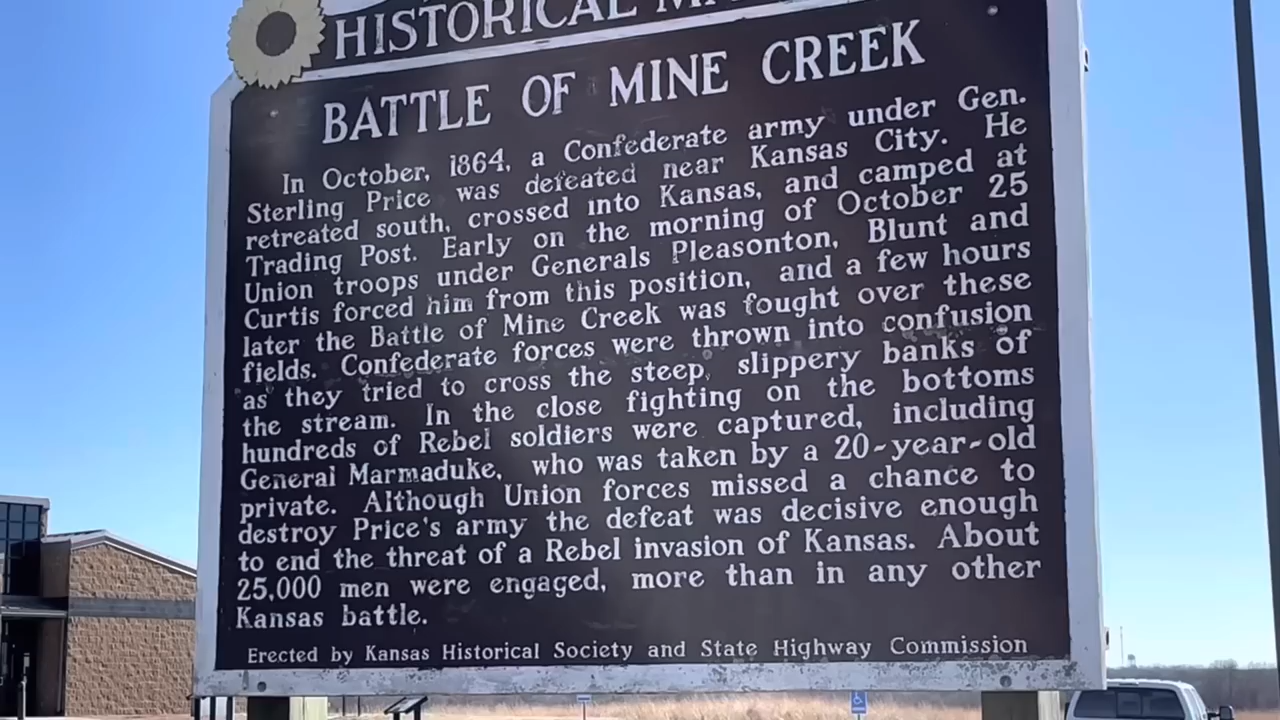 HISTORICAL
BATTLE OF MINE CREEK
In October, 1864, a Confederate army under Gen.
Sterling Price was defeated near Kansas City. He
retreated south, crossed into Kansas, and camped at
Trading Post. Early on the morning of October 25
Union troops under Generals Pleasonton, Blunt and
Curtis forced him from this position, and a few hours
later the Battle of Mine Creek was fought over these
fields. Confederate forces were thrown into confusion
as they tried to cross the steep, slippery banks of
the stream. In the close fighting on the bottoms
hundreds of Rebel soldiers were captured, including
General Marmaduke, who was taken by a 20-year-old
private. Although Union forces missed a chance to
destroy Price's army the defeat was decisive enough
to end the threat of a Rebel invasion of Kansas. About
25,000 men were engaged, more than in any other
Kansas battle.
Erected by Kansas Historical Society and State Highway Commission